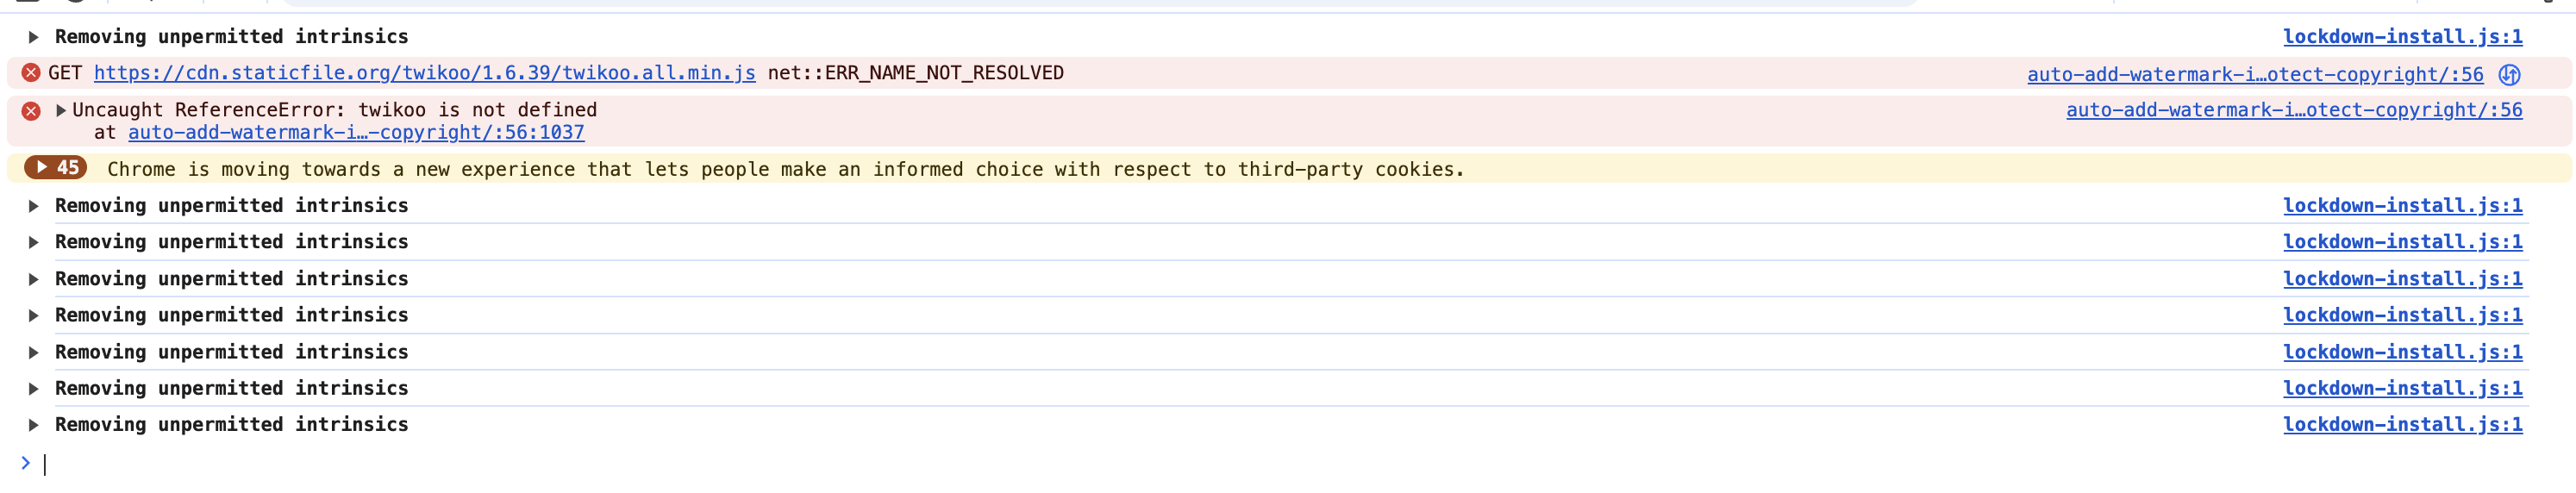 Removing unpermitted intrinsics lockdown-install.js:1
GET https://cdn.staticfile.org/twikoo/1.6.39/twikoo.all.min.js net::ERR_NAME_NOT_RESOLVED auto-add-watermark-i…otect-copyright/:56
Uncaught ReferenceError: twikoo is not defined auto-add-watermark-i…otect-copyright/:56
at auto-add-watermark-i…-copyright/:56:1037
45 Chrome is moving towards a new experience that lets people make an informed choice with respect to third-party cookies.
Removing unpermitted intrinsics lockdown-install.js:1
Removing unpermitted intrinsics lockdown-install.js:1
Removing unpermitted intrinsics lockdown-install.js:1
Removing unpermitted intrinsics lockdown-install.js:1
Removing unpermitted intrinsics lockdown-install.js:1
Removing unpermitted intrinsics lockdown-install.js:1
Removing unpermitted intrinsics lockdown-install.js:1